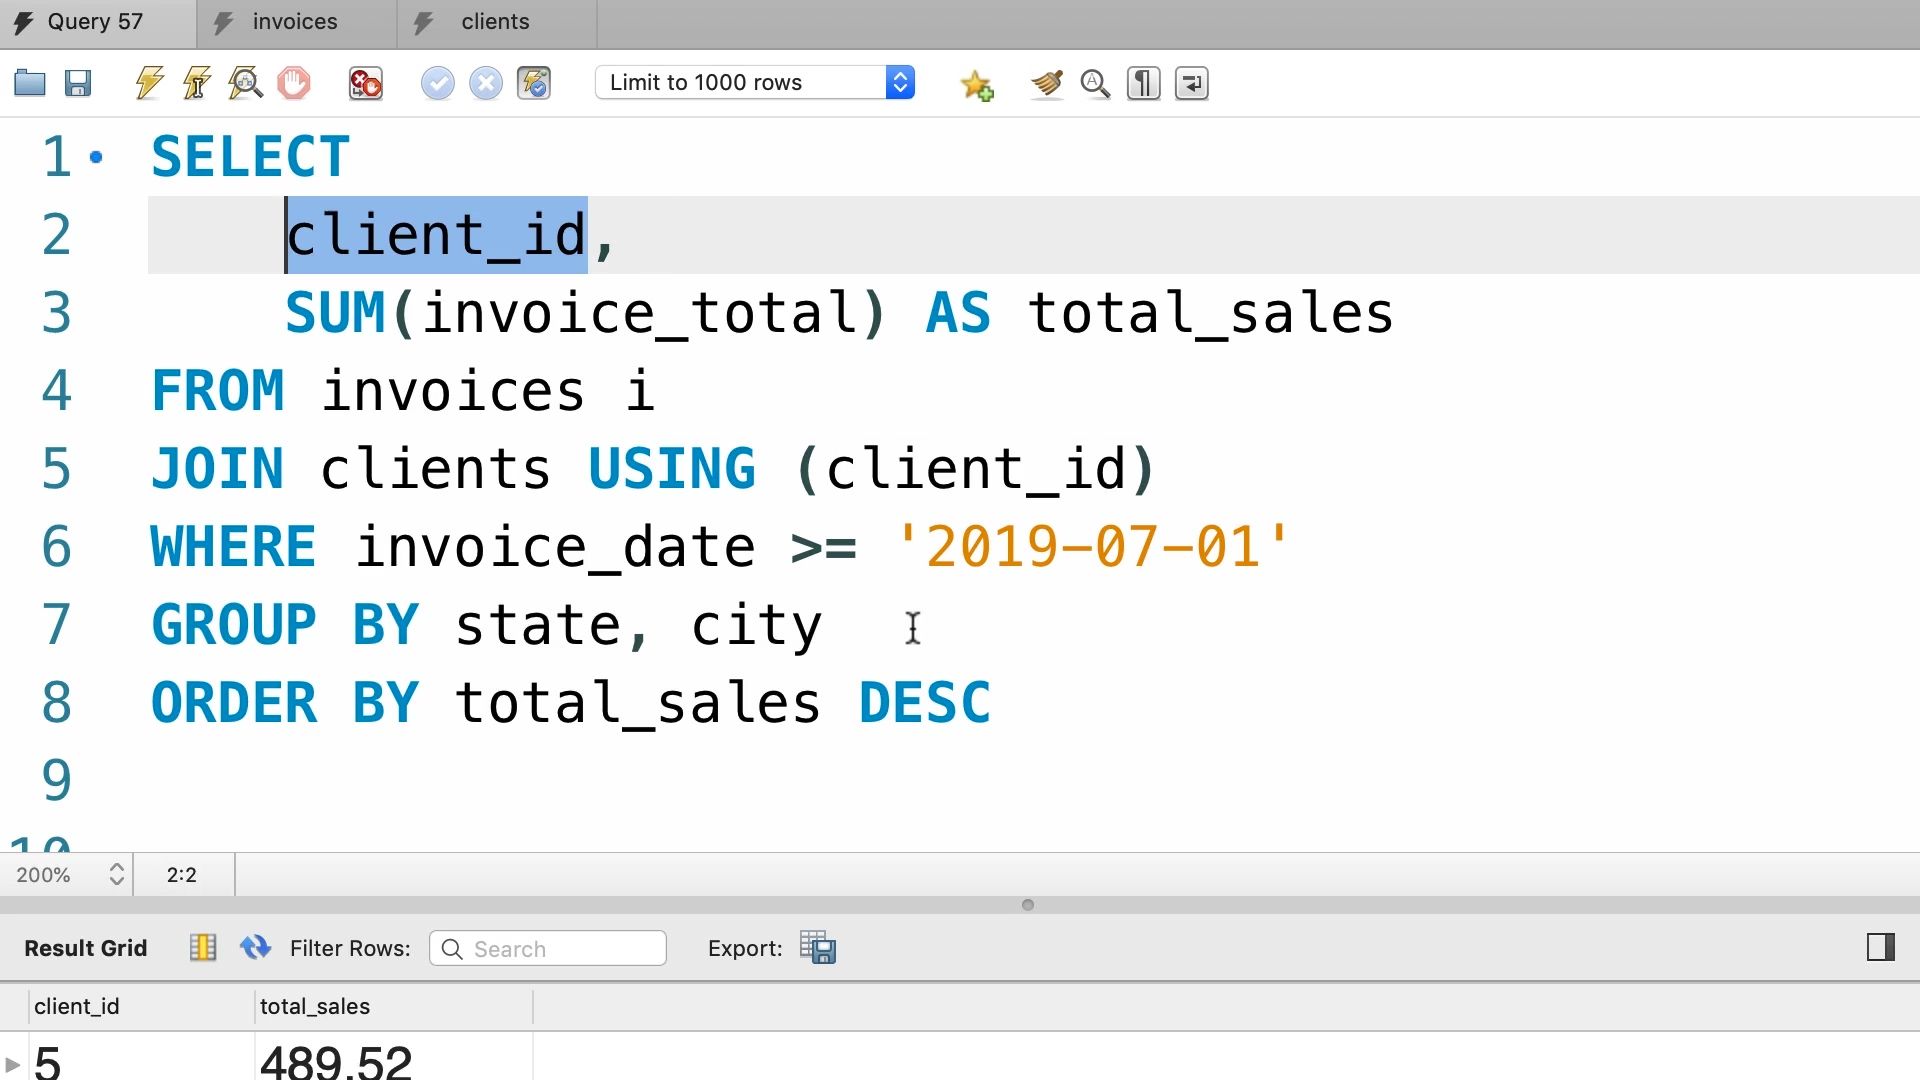 Query 57 invoices clients
Limit to 1000 rows
1 SELECT
2 client_id,
3 SUM(invoice_total) AS total_sales
4 FROM invoices i
5 JOIN clients USING (client_id)
6 WHERE invoice_date >= '2019-07-01'
7 GROUP BY state, city
8 ORDER BY total_sales DESC
9
10
200% 2:2
Result Grid Filter Rows: Search Export:
client_id total_sales
5 489.52